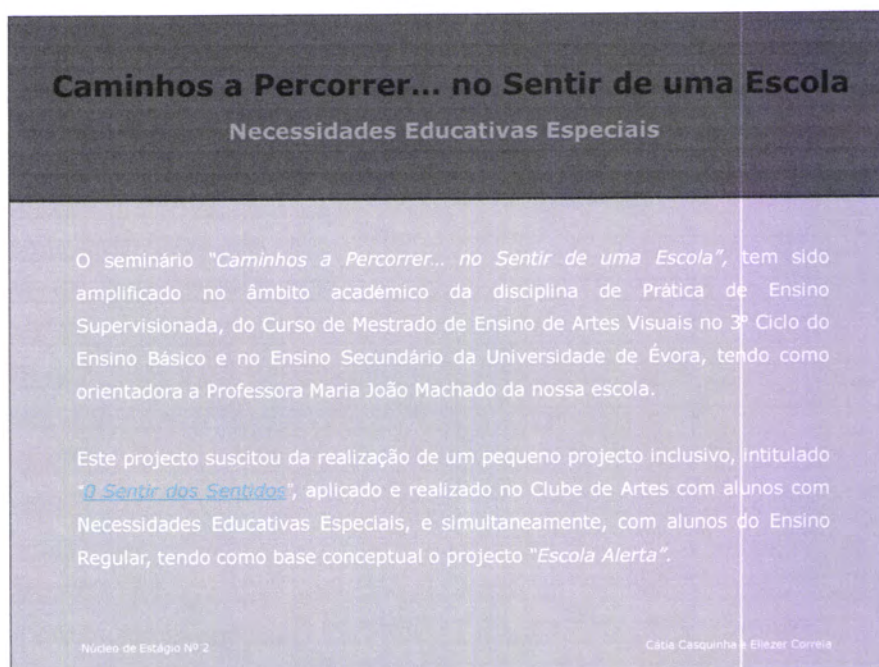 Caminhos a Percorrer... no Sentir de uma Escola
Necessidades Educativas Especiais
O seminário "Caminhos a Percorrer... no Sentir de uma Escola", tem sido
amplificado no âmbito académico da disciplina de Prática de Ensino
Supervisionada, do Curso de Mestrado de Ensino de Artes Visuais no 3º Ciclo do
Ensino Básico e no Ensino Secundário da Universidade de Évora, tendo como
orientadora a Professora Maria João Machado da nossa escola.
Este projecto suscitou da realização de um pequeno projecto inclusivo, intitulado
"O Sentir dos Sentidos", aplicado e realizado no Clube de Artes com alunos com
Necessidades Educativas Especiais, e simultaneamente, com alunos do Ensino
Regular, tendo como base conceptual o projecto "Escola Alerta".
Núcleo de Estágio Nº 2
Cátia Casquinha e Eliezer Correia